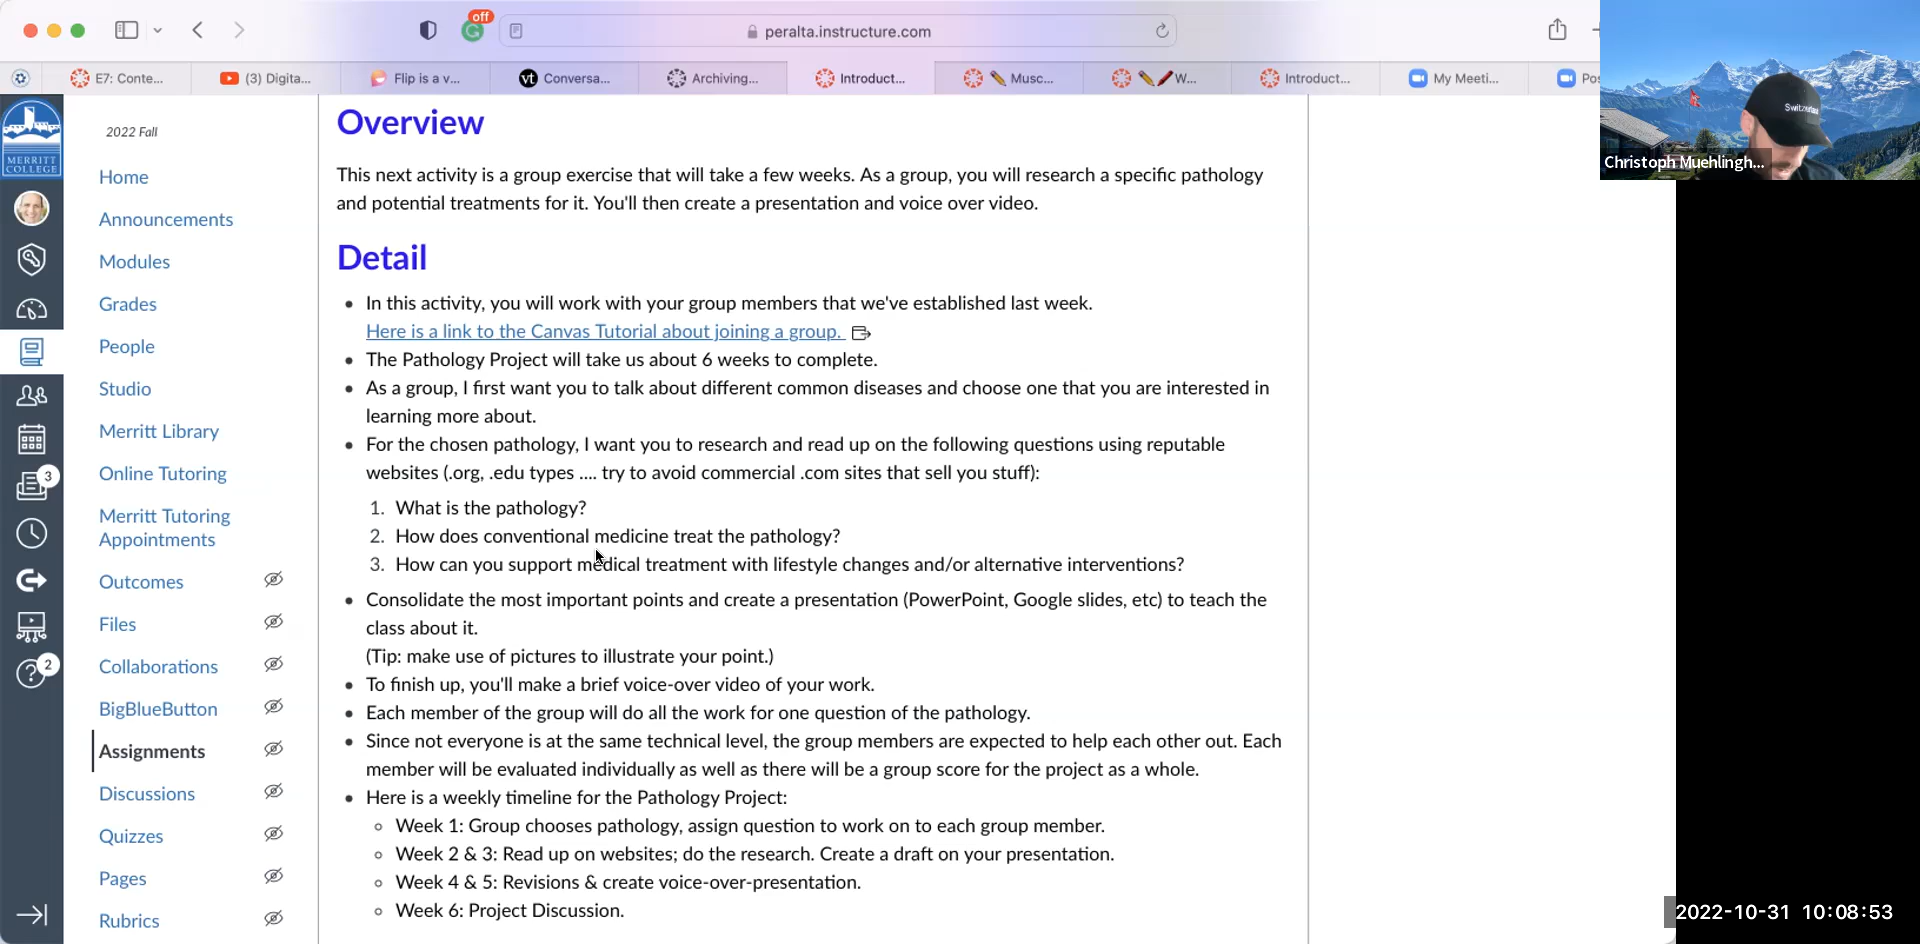 off
peralta.instructure.com
E7: Conte...
(3) Digita...
Flip is a v...
vt
Conversa...
Archiving...
Introduct...
Musc...
W...
Introduct...
My Meeti...
Pos
Switzerland
Christoph Muehlingh...
MERRITT
COLLEGE
3
2
2022 Fall
Home
Announcements
Modules
Grades
People
Studio
Merritt Library
Online Tutoring
Merritt Tutoring
Appointments
Outcomes
Files
Collaborations
BigBlueButton
Assignments
Discussions
Quizzes
Pages
Rubrics
Overview
This next activity is a group exercise that will take a few weeks. As a group, you will research a specific pathology
and potential treatments for it. You'll then create a presentation and voice over video.
Detail
• In this activity, you will work with your group members that we've established last week.
Here is a link to the Canvas Tutorial about joining a group.
• The Pathology Project will take us about 6 weeks to complete.
• As a group, I first want you to talk about different common diseases and choose one that you are interested in
learning more about.
• For the chosen pathology, I want you to research and read up on the following questions using reputable
websites (.org, .edu types .... try to avoid commercial .com sites that sell you stuff):
1. What is the pathology?
2. How does conventional medicine treat the pathology?
3. How can you support medical treatment with lifestyle changes and/or alternative interventions?
• Consolidate the most important points and create a presentation (PowerPoint, Google slides, etc) to teach the
class about it.
(Tip: make use of pictures to illustrate your point.)
• To finish up, you'll make a brief voice-over video of your work.
• Each member of the group will do all the work for one question of the pathology.
• Since not everyone is at the same technical level, the group members are expected to help each other out. Each
member will be evaluated individually as well as there will be a group score for the project as a whole.
• Here is a weekly timeline for the Pathology Project:
◦ Week 1: Group chooses pathology, assign question to work on to each group member.
◦ Week 2 & 3: Read up on websites; do the research. Create a draft on your presentation.
◦ Week 4 & 5: Revisions & create voice-over-presentation.
◦ Week 6: Project Discussion.
2022-10-31 10:08:53